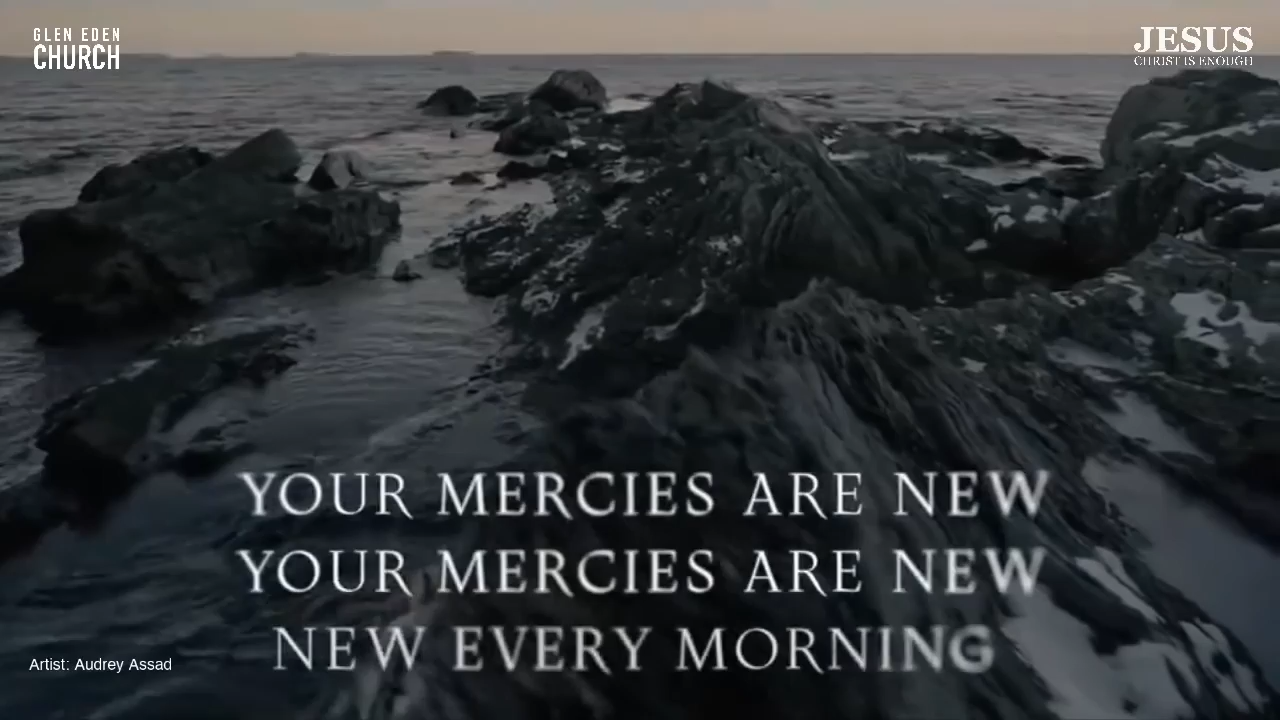 GLEN EDEN
CHURCH
JESUS
CHRIST IS ENOUGH
YOUR MERCIES ARE NEW
YOUR MERCIES ARE NEW
NEW EVERY MORNING
Artist: Audrey Assad